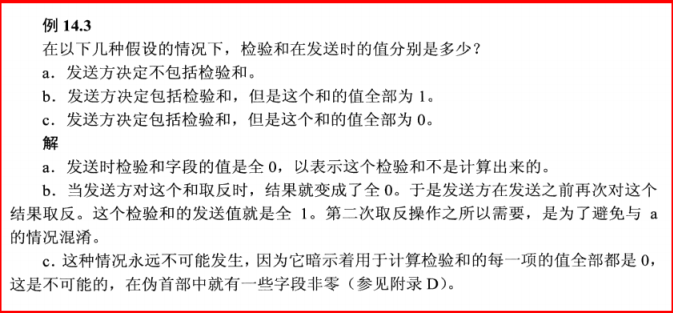 例 14.3
在以下几种假设的情况下，检验和在发送时的值分别是多少？
a．发送方决定不包括检验和。
b．发送方决定包括检验和，但是这个和的值全部为 1。
c．发送方决定包括检验和，但是这个和的值全部为 0。
解
a．发送时检验和字段的值是全 0，以表示这个检验和不是计算出来的。
b．当发送方对这个和取反时，结果就变成了全 0。于是发送方在发送之前再次对这个
结果取反。这个检验和的发送值就是全 1。第二次取反操作之所以需要，是为了避免与 a
的情况混淆。
c．这种情况永远不可能发生，因为它暗示着用于计算检验和的每一项的值全部都是 0，
这是不可能的，在伪首部中就有一些字段非零（参见附录 D）。